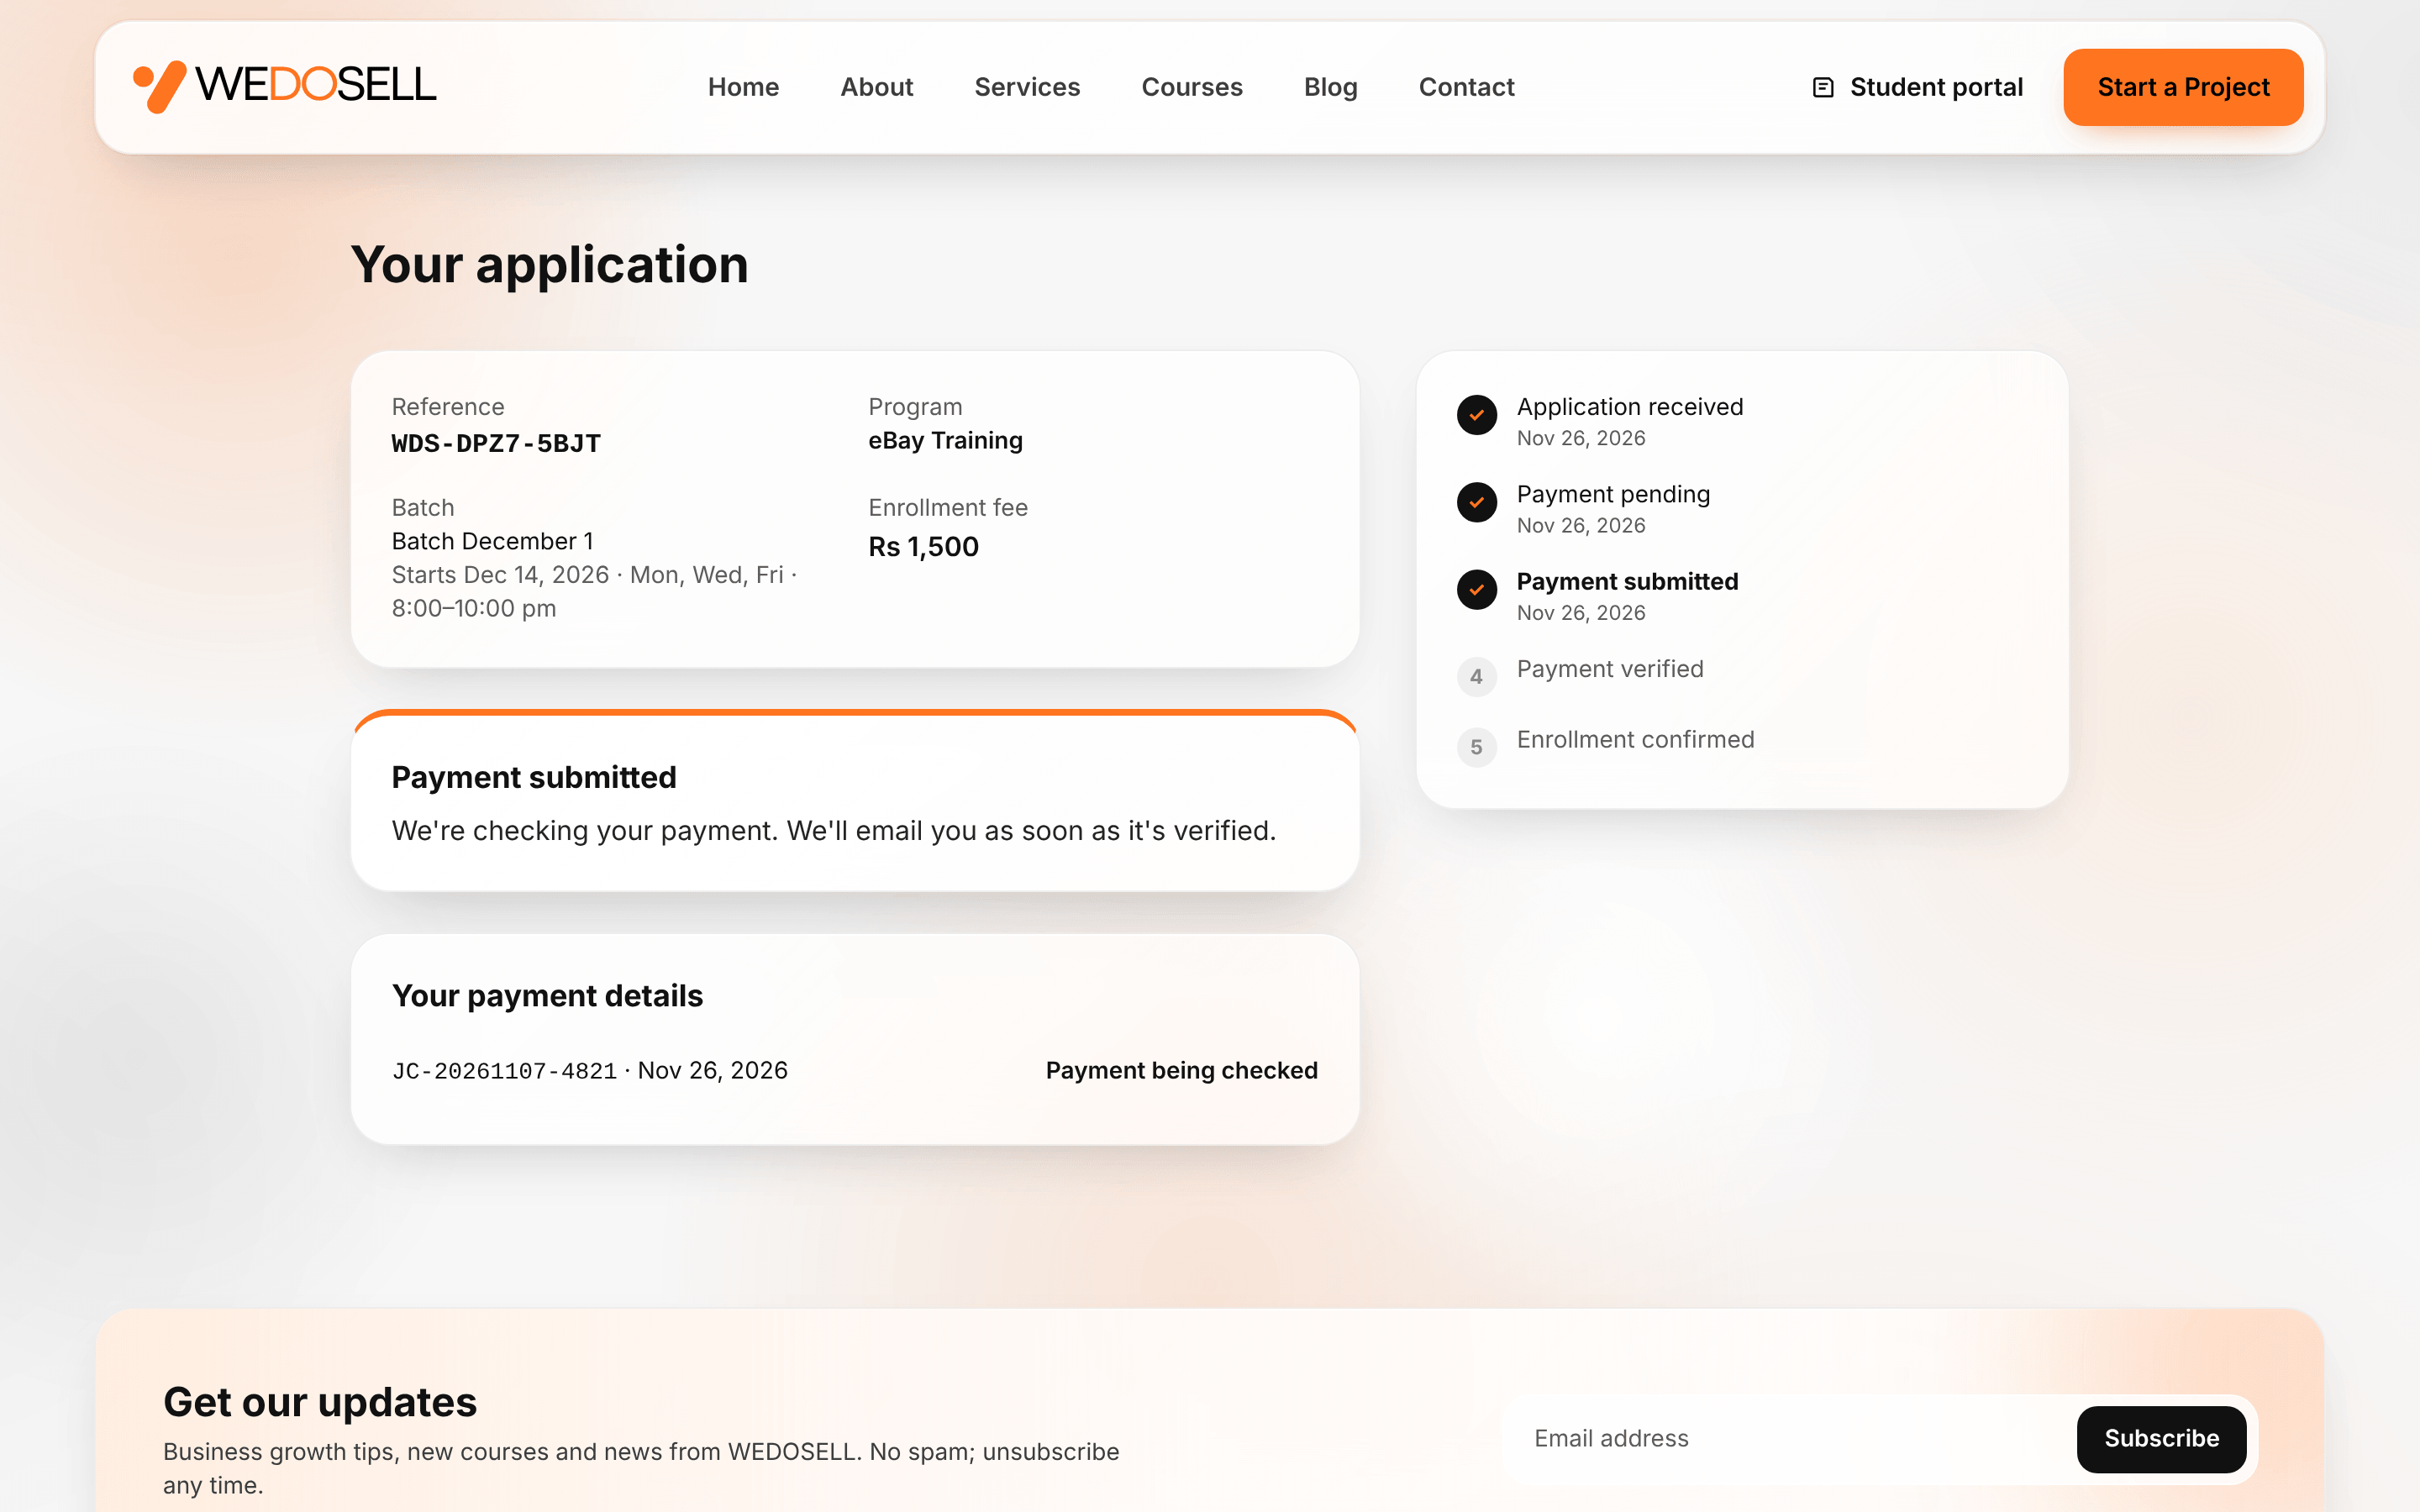 WEDOSELL
Home
About
Services
Courses
Blog
Contact
Student portal
Start a Project
Your application
Reference
WDS-DPZ7-5BJT
Program
eBay Training
Batch
Batch December 1
Starts Dec 14, 2026 · Mon, Wed, Fri ·
8:00–10:00 pm
Enrollment fee
Rs 1,500
Application received
Nov 26, 2026
Payment pending
Nov 26, 2026
Payment submitted
Nov 26, 2026
4 Payment verified
5 Enrollment confirmed
Payment submitted
We're checking your payment. We'll email you as soon as it's verified.
Your payment details
JC-20261107-4821 · Nov 26, 2026
Payment being checked
Get our updates
Business growth tips, new courses and news from WEDOSELL. No spam; unsubscribe
any time.
Email address
Subscribe